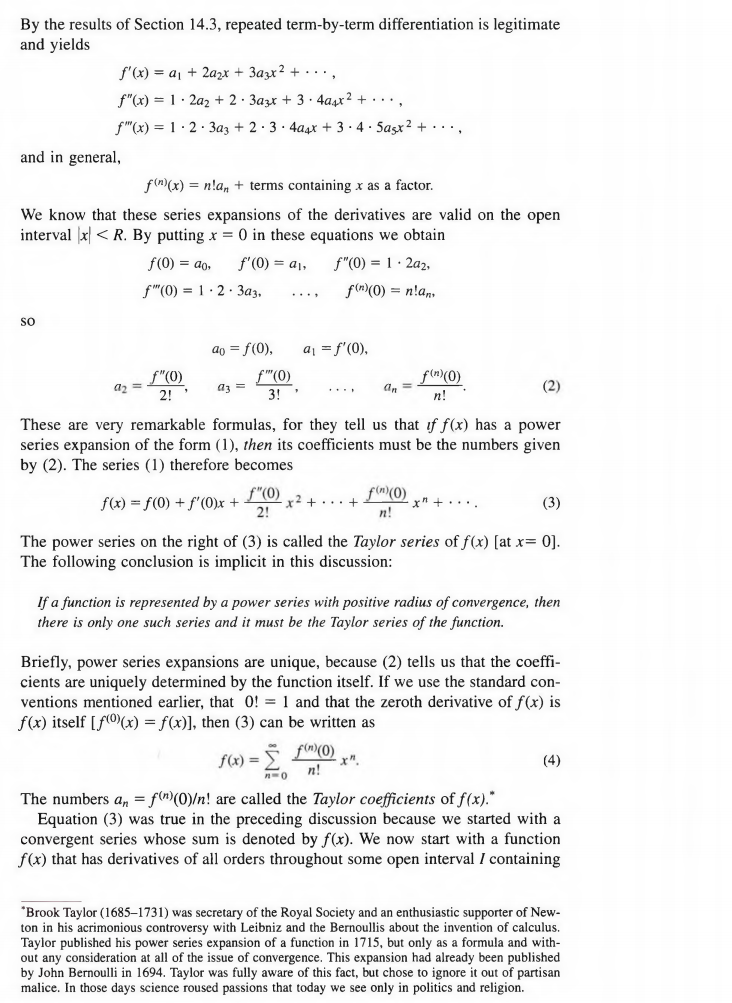 By the results of Section 14.3, repeated term-by-term differentiation is legitimate
and yields
f′(x) = a₁ + 2a₂x + 3a₃x² + · · · ,
f″(x) = 1 · 2a₂ + 2 · 3a₃x + 3 · 4a₄x² + · · · ,
f‴(x) = 1 · 2 · 3a₃ + 2 · 3 · 4a₄x + 3 · 4 · 5a₅x² + · · · ,
and in general,
f⁽ⁿ⁾(x) = n!aₙ + terms containing x as a factor.
We know that these series expansions of the derivatives are valid on the open
interval |x| < R. By putting x = 0 in these equations we obtain
f(0) = a₀, f′(0) = a₁, f″(0) = 1 · 2a₂,
f‴(0) = 1 · 2 · 3a₃, . . . , f⁽ⁿ⁾(0) = n!aₙ,
so
a₀ = f(0), a₁ = f′(0),
a₂ = f″(0)/2!, a₃ = f‴(0)/3!, . . . , aₙ = f⁽ⁿ⁾(0)/n!. (2)
These are very remarkable formulas, for they tell us that if f(x) has a power
series expansion of the form (1), then its coefficients must be the numbers given
by (2). The series (1) therefore becomes
f(x) = f(0) + f′(0)x + f″(0)/2! x² + · · · + f⁽ⁿ⁾(0)/n! xⁿ + · · · . (3)
The power series on the right of (3) is called the Taylor series of f(x) [at x= 0].
The following conclusion is implicit in this discussion:
If a function is represented by a power series with positive radius of convergence, then
there is only one such series and it must be the Taylor series of the function.
Briefly, power series expansions are unique, because (2) tells us that the coeffi-
cients are uniquely determined by the function itself. If we use the standard con-
ventions mentioned earlier, that 0! = 1 and that the zeroth derivative of f(x) is
f(x) itself [f⁽⁰⁾(x) = f(x)], then (3) can be written as
f(x) = ∑ₙ₌₀^∞ f⁽ⁿ⁾(0)/n! xⁿ. (4)
The numbers aₙ = f⁽ⁿ⁾(0)/n! are called the Taylor coefficients of f(x).*
Equation (3) was true in the preceding discussion because we started with a
convergent series whose sum is denoted by f(x). We now start with a function
f(x) that has derivatives of all orders throughout some open interval I containing
*Brook Taylor (1685–1731) was secretary of the Royal Society and an enthusiastic supporter of New-
ton in his acrimonious controversy with Leibniz and the Bernoullis about the invention of calculus.
Taylor published his power series expansion of a function in 1715, but only as a formula and with-
out any consideration at all of the issue of convergence. This expansion had already been published
by John Bernoulli in 1694. Taylor was fully aware of this fact, but chose to ignore it out of partisan
malice. In those days science roused passions that today we see only in politics and religion.